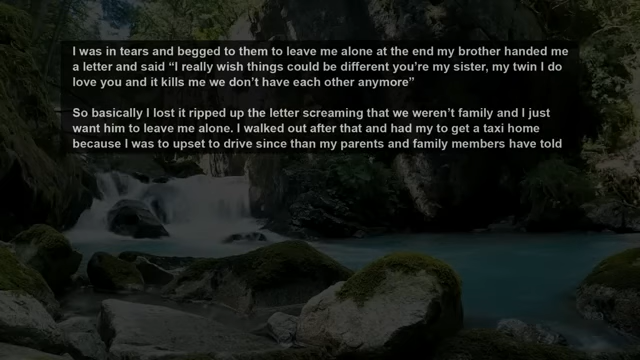 I was in tears and begged to them to leave me alone at the end my brother handed me
a letter and said “I really wish things could be different you’re my sister, my twin I do
love you and it kills me we don’t have each other anymore”
So basically I lost it ripped up the letter screaming that we weren’t family and I just
want him to leave me alone. I walked out after that and had my to get a taxi home
because I was to upset to drive since than my parents and family members have told